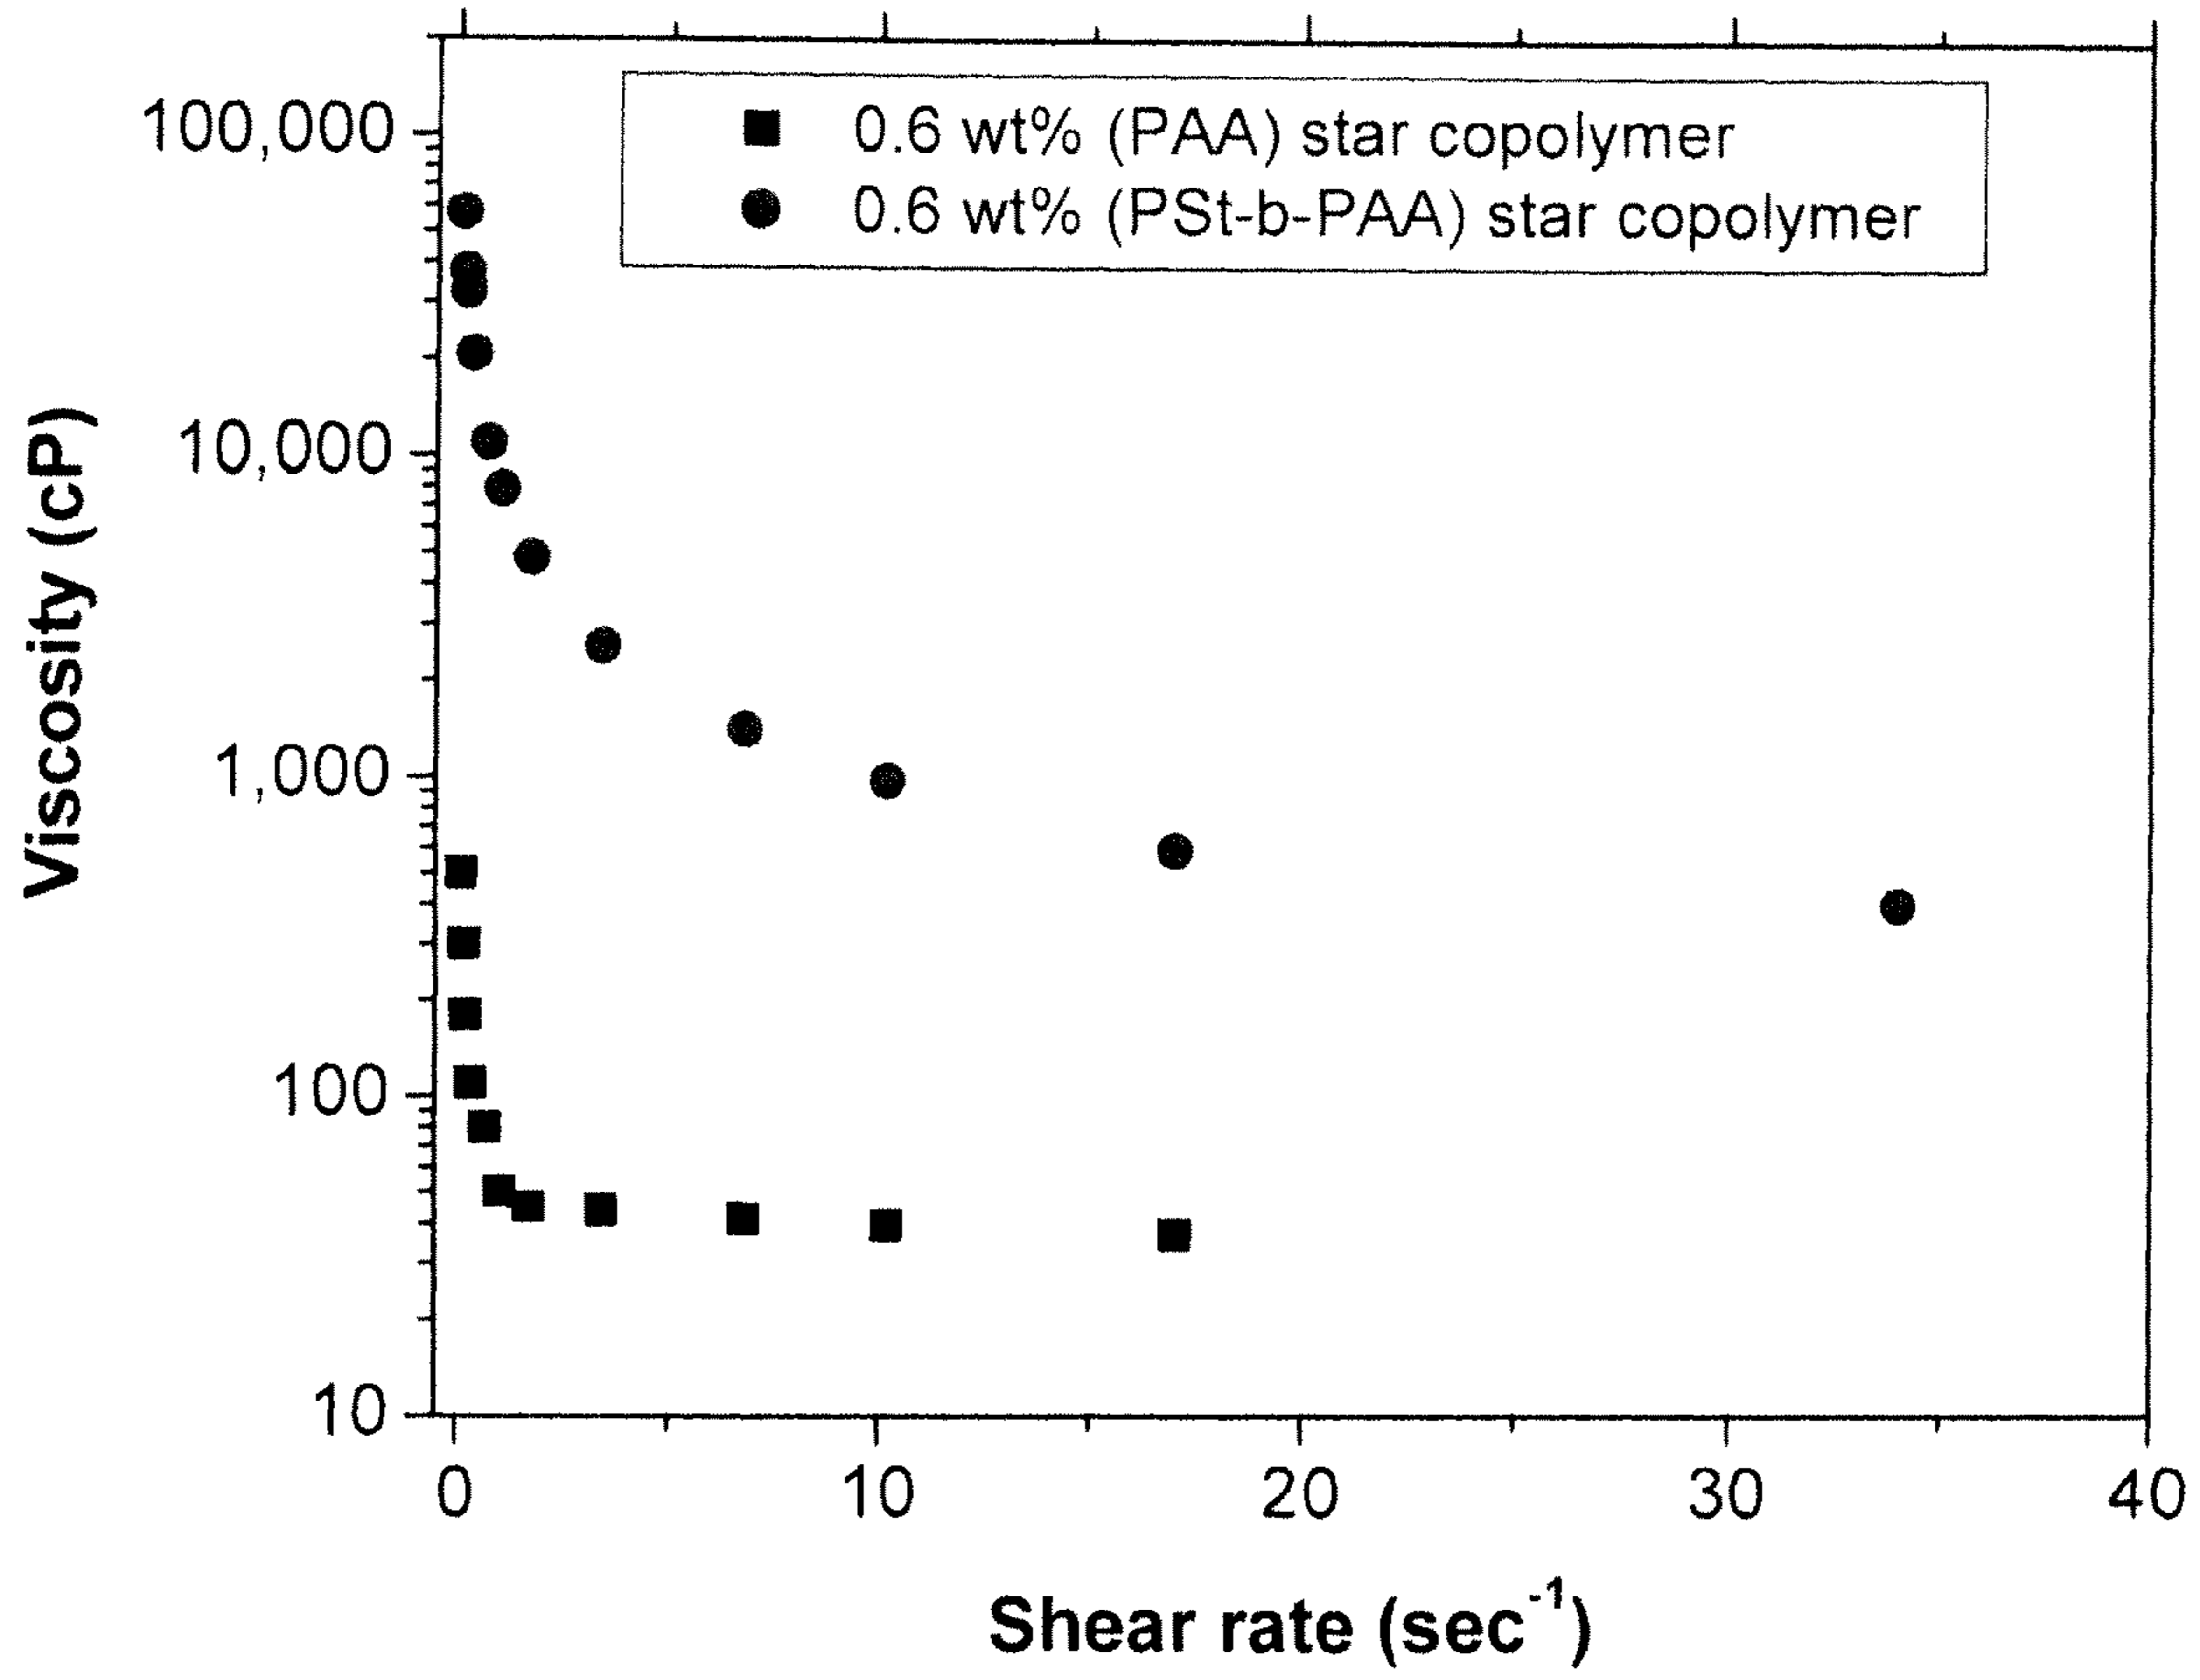 100,000
10,000
1,000
100
10
Viscosity (cP)
0.6 wt% (PAA) star copolymer
0.6 wt% (PSt-b-PAA) star copolymer
0
10
20
30
40
Shear rate (sec⁻¹)